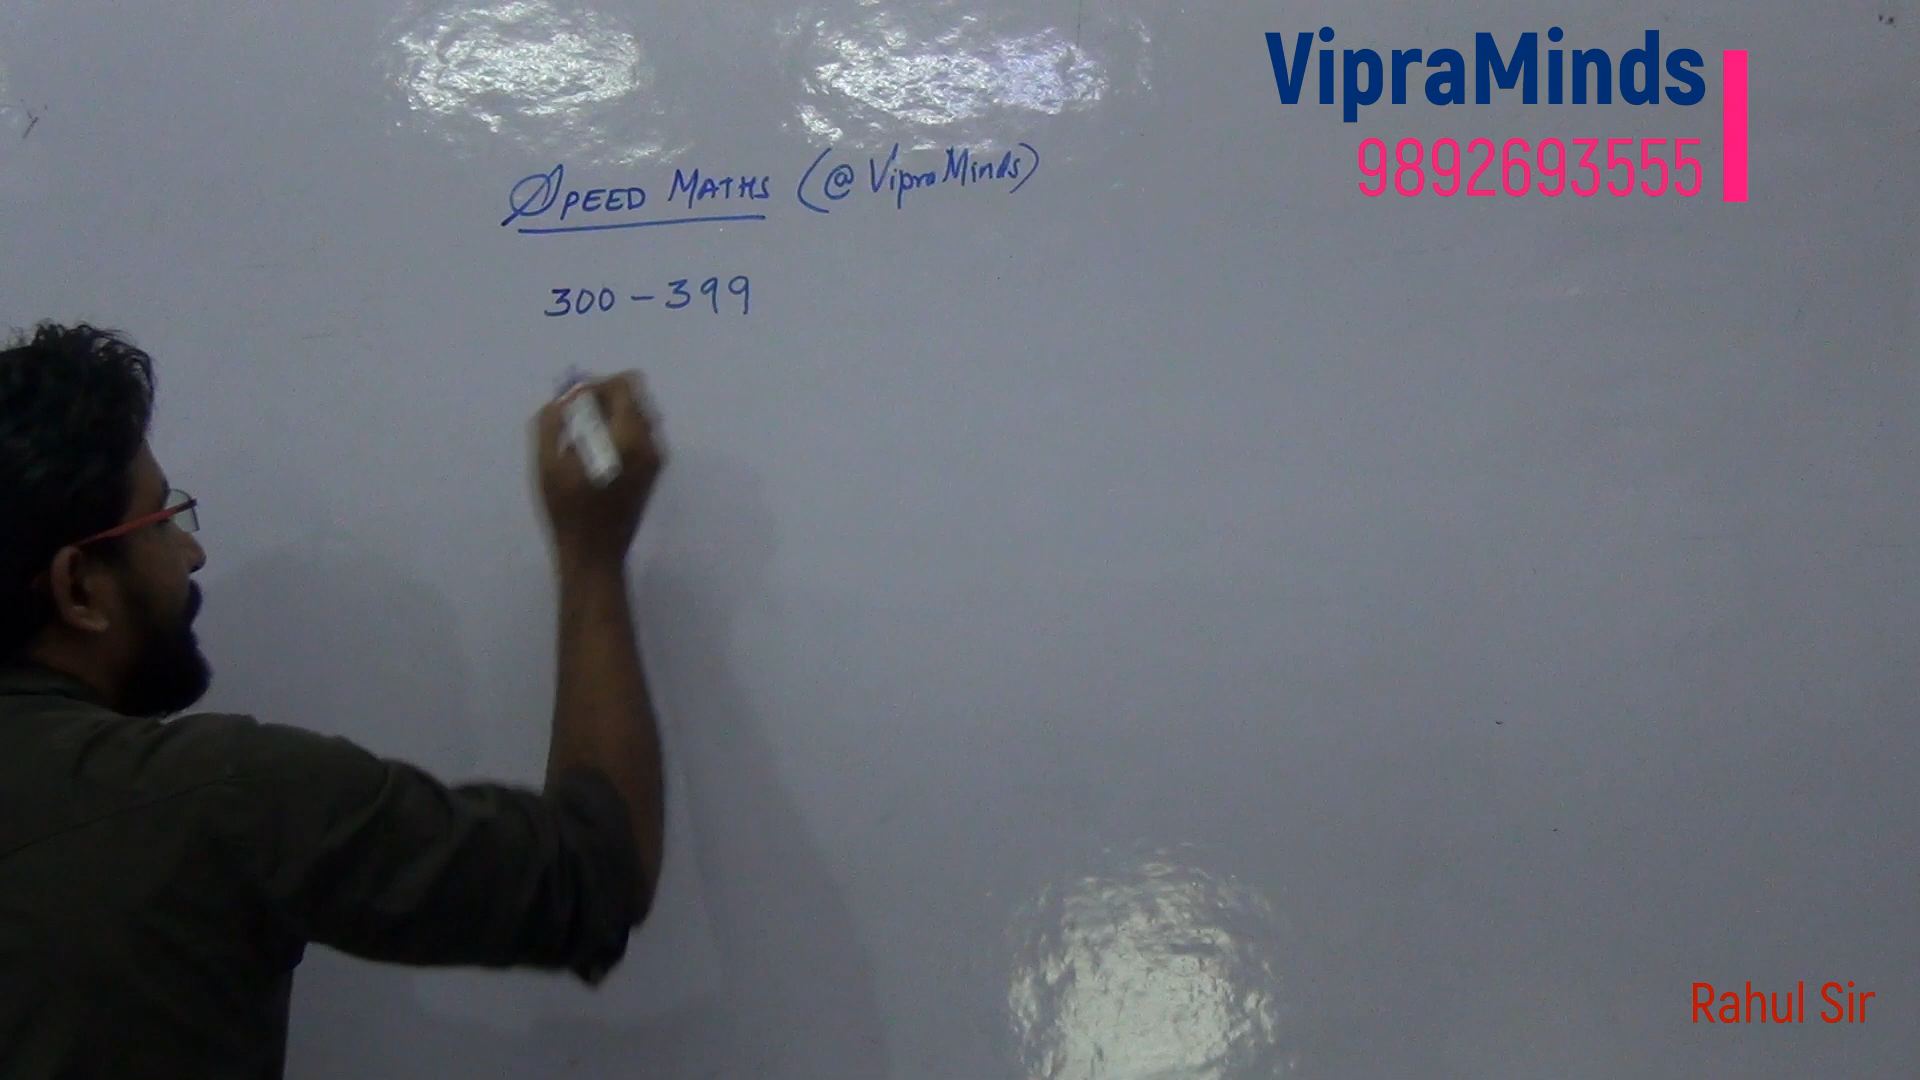 VipraMinds
9892693555
SPEED MATHS (@ VipraMinds)
300 - 399
Rahul Sir